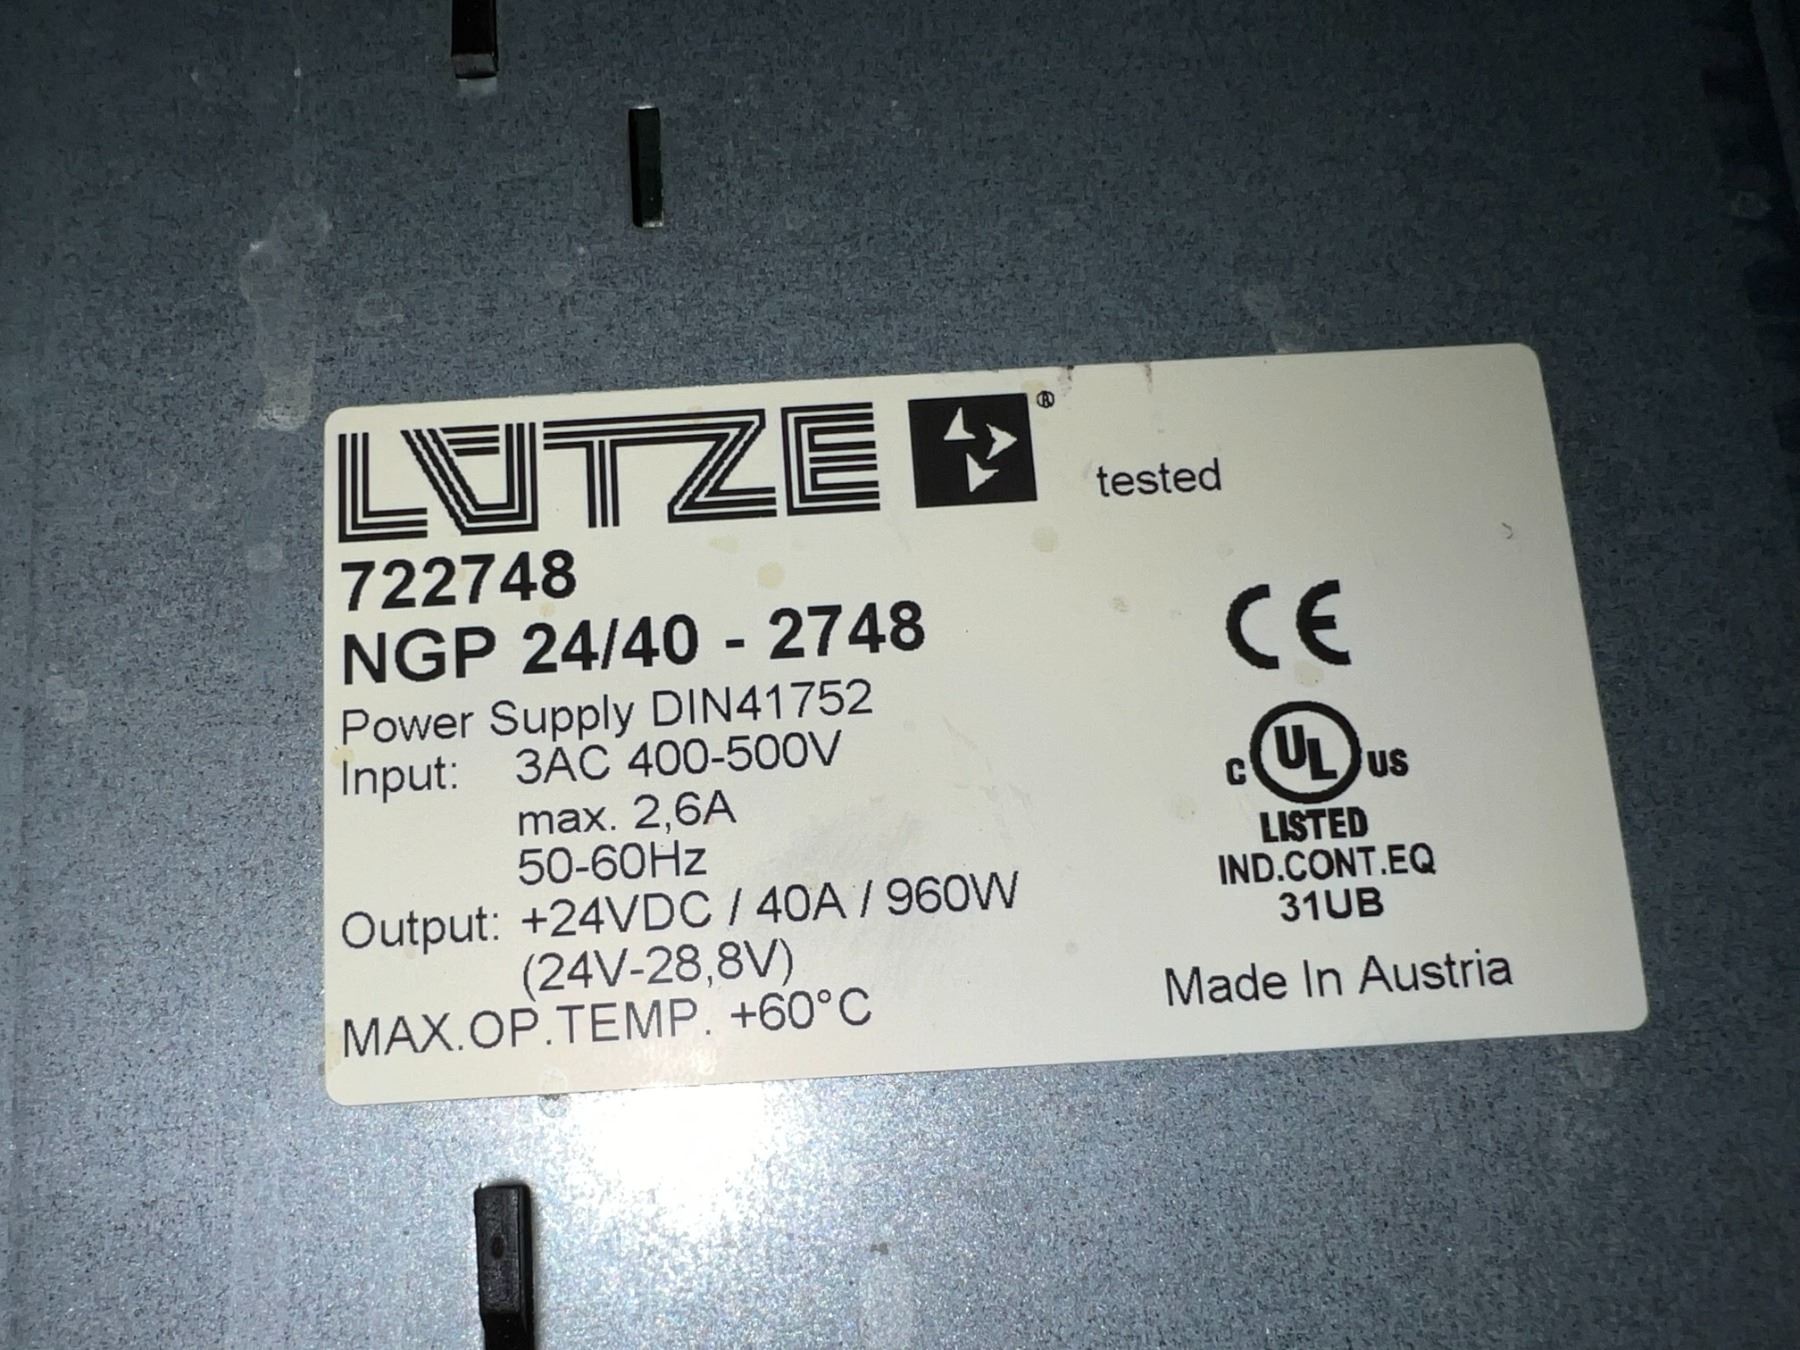 LÜTZE ® tested
722748
NGP 24/40 - 2748
Power Supply DIN41752
Input: 3AC 400-500V
max. 2,6A
50-60Hz
Output: +24VDC / 40A / 960W
(24V-28,8V)
MAX.OP.TEMP. +60°C
CE
C UL US
LISTED
IND.CONT.EQ
31UB
Made In Austria